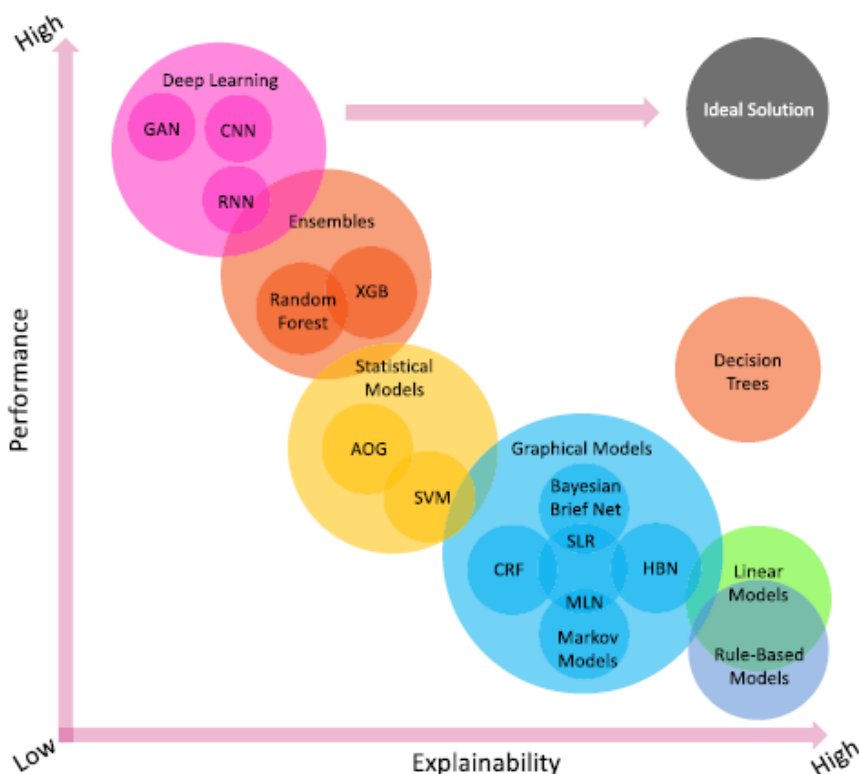 High
Deep Learning
GAN
CNN
RNN
Ideal Solution
Ensembles
Random
Forest
XGB
Performance
Statistical
Models
AOG
SVM
Decision
Trees
Graphical Models
Bayesian
Brief Net
SLR
CRF
HBN
MLN
Markov
Models
Linear
Models
Rule-Based
Models
Low
Explainability
High